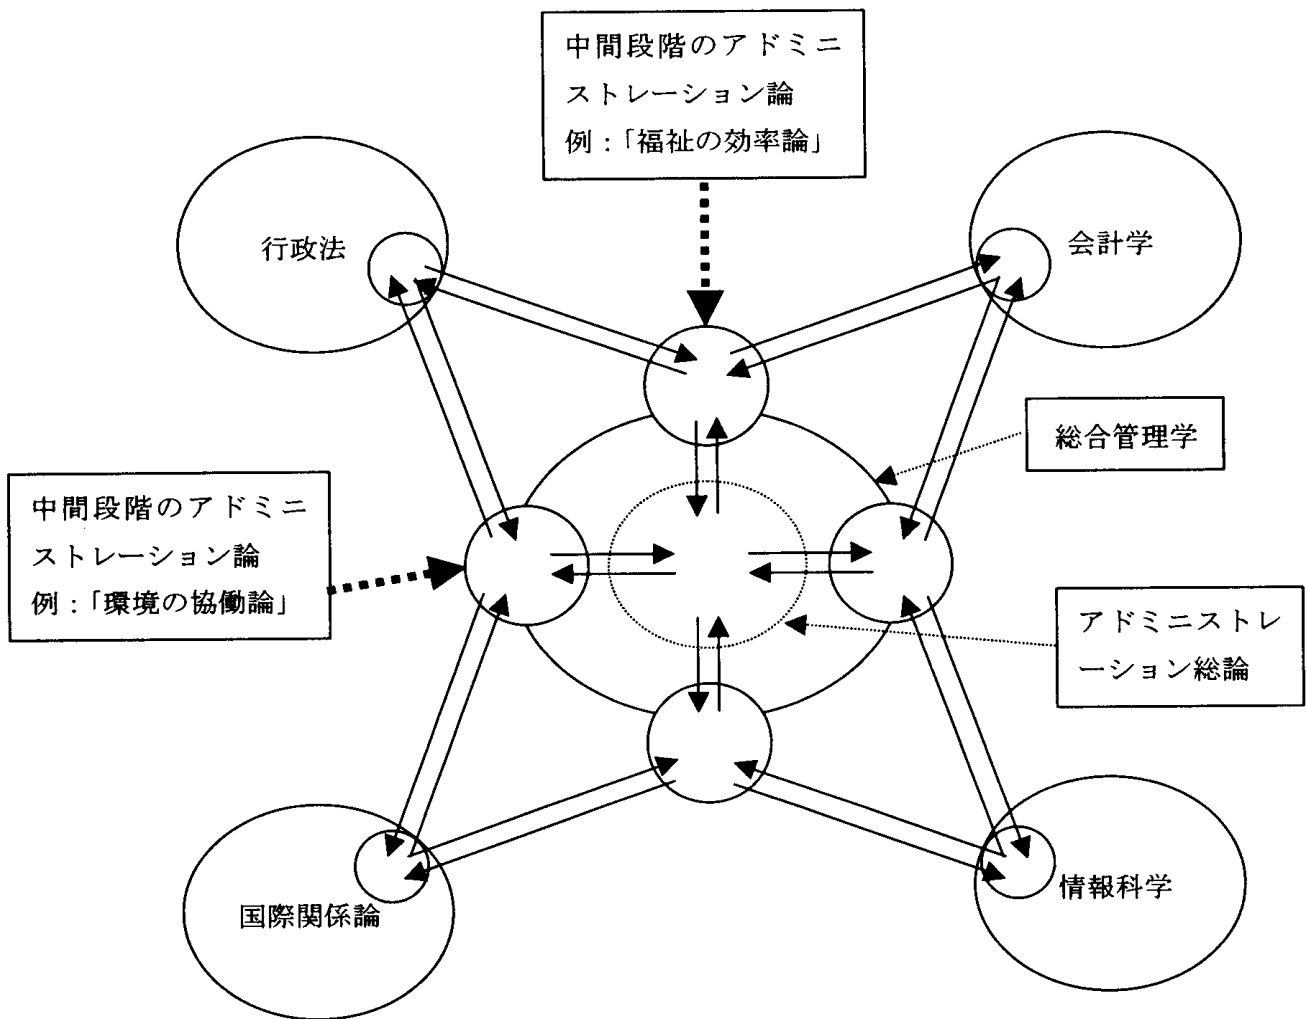 中間段階のアドミニ
ストレーション論
例：「福祉の効率論」
行政法
会計学
総合管理学
中間段階のアドミニ
ストレーション論
例：「環境の協働論」
アドミニストレ
ーション総論
国際関係論
情報科学